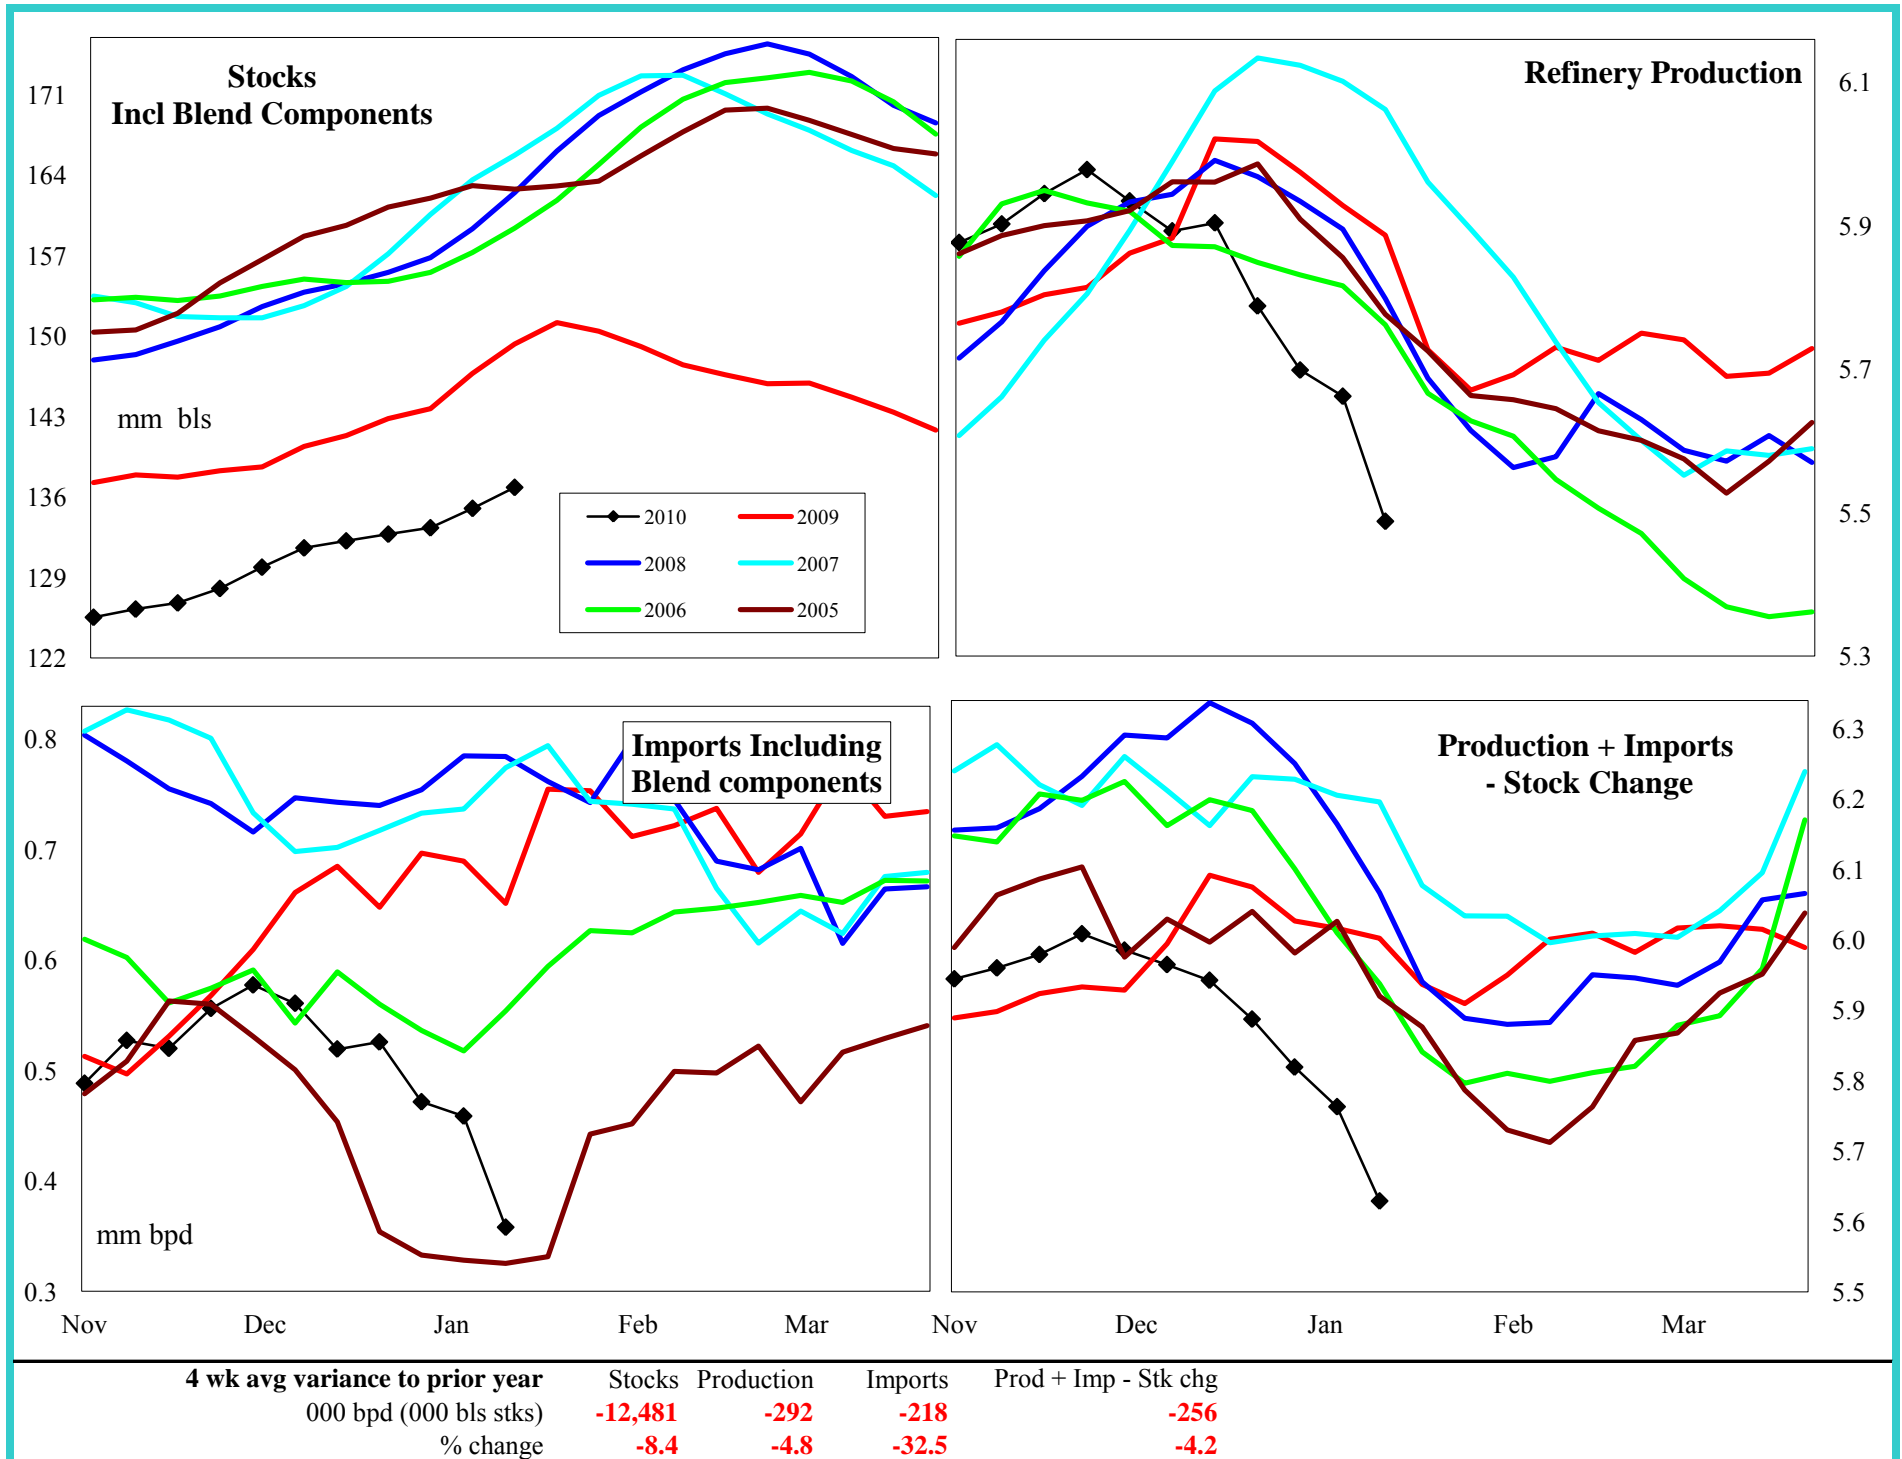 Stocks
Incl Blend Components
171
164
157
150
143
136
129
122
mm bls
2010 2009
2008 2007
2006 2005
Refinery Production
6.1
5.9
5.7
5.5
5.3
Imports Including
Blend components
0.8
0.7
0.6
0.5
0.4
0.3
mm bpd
Nov Dec Jan Feb Mar
Production + Imports
- Stock Change
6.3
6.2
6.1
6.0
5.9
5.8
5.7
5.6
5.5
Nov Dec Jan Feb Mar
4 wk avg variance to prior year Stocks Production Imports Prod + Imp - Stk chg
000 bpd (000 bls stks) -12,481 -292 -218 -256
% change -8.4 -4.8 -32.5 -4.2